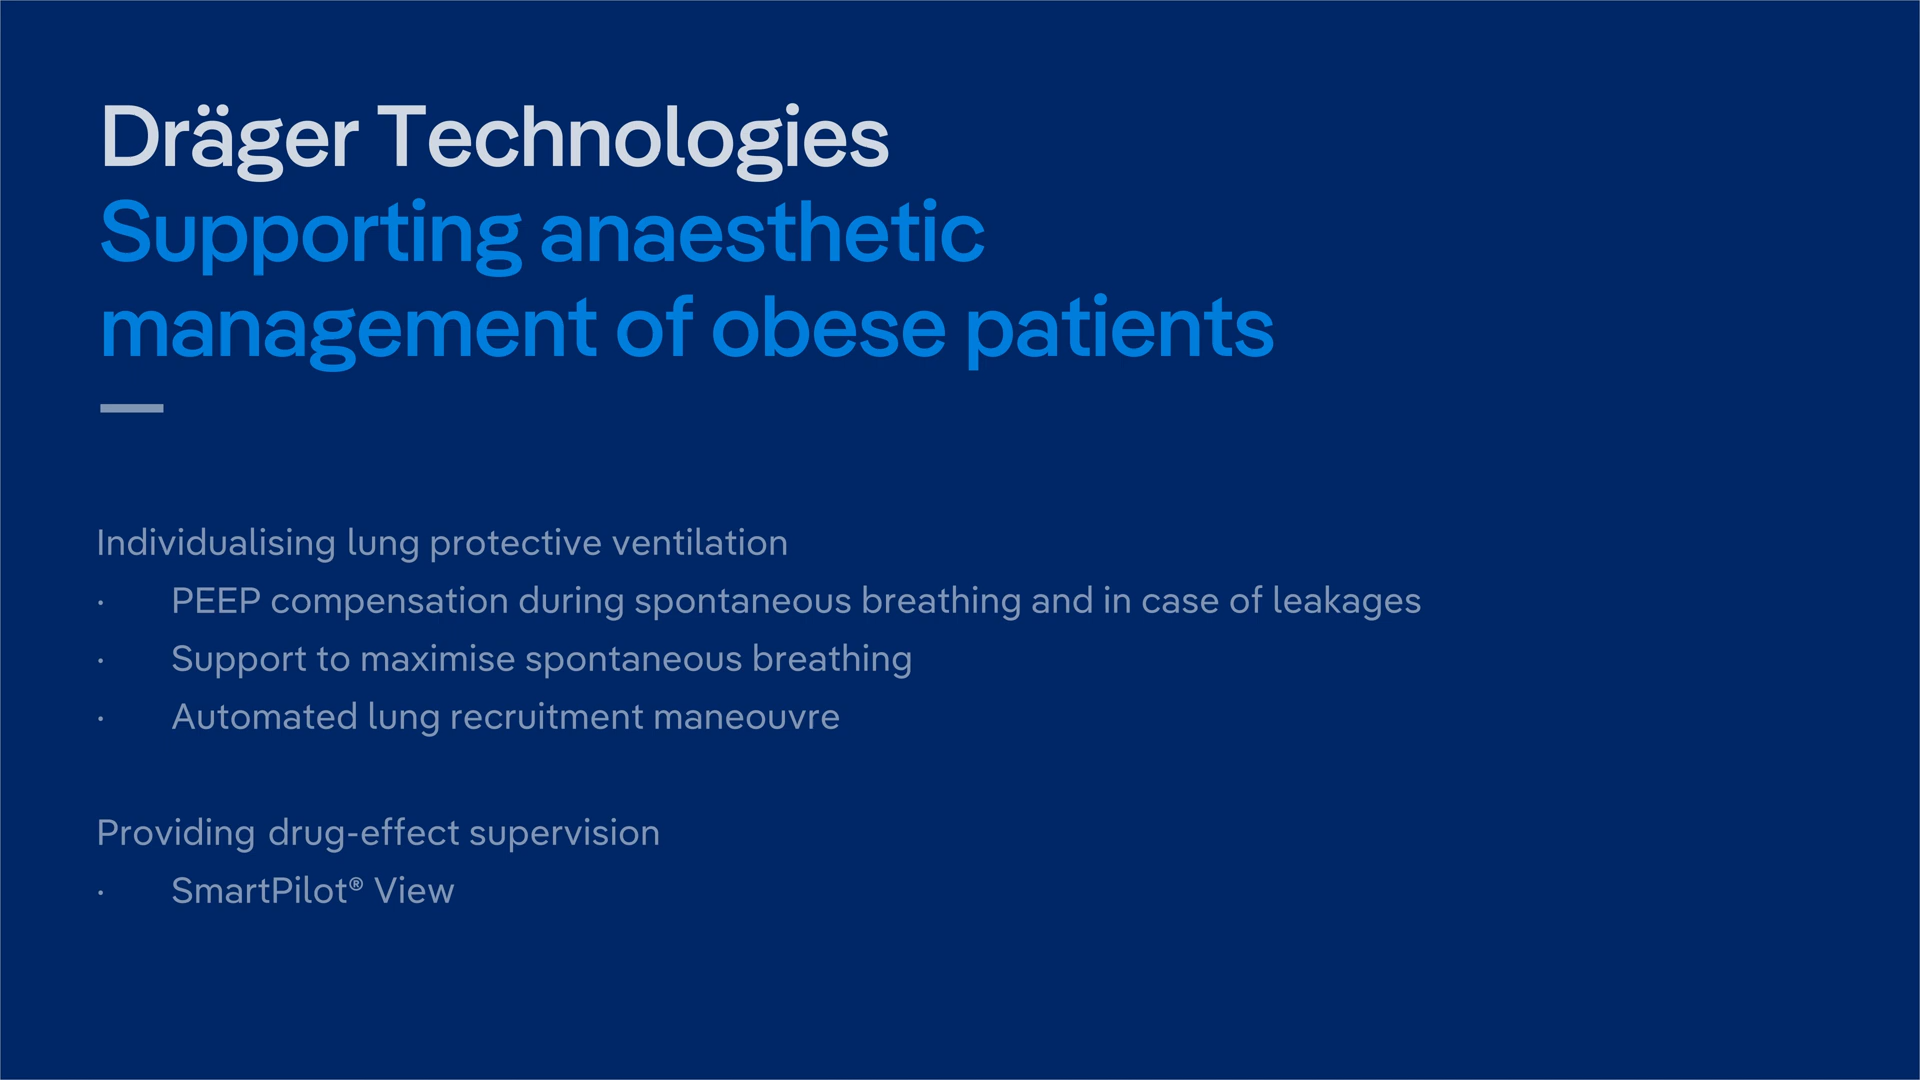 Dräger Technologies
Supporting anaesthetic
management of obese patients
Individualising lung protective ventilation
· PEEP compensation during spontaneous breathing and in case of leakages
· Support to maximise spontaneous breathing
· Automated lung recruitment maneouvre
Providing drug-effect supervision
· SmartPilot® View